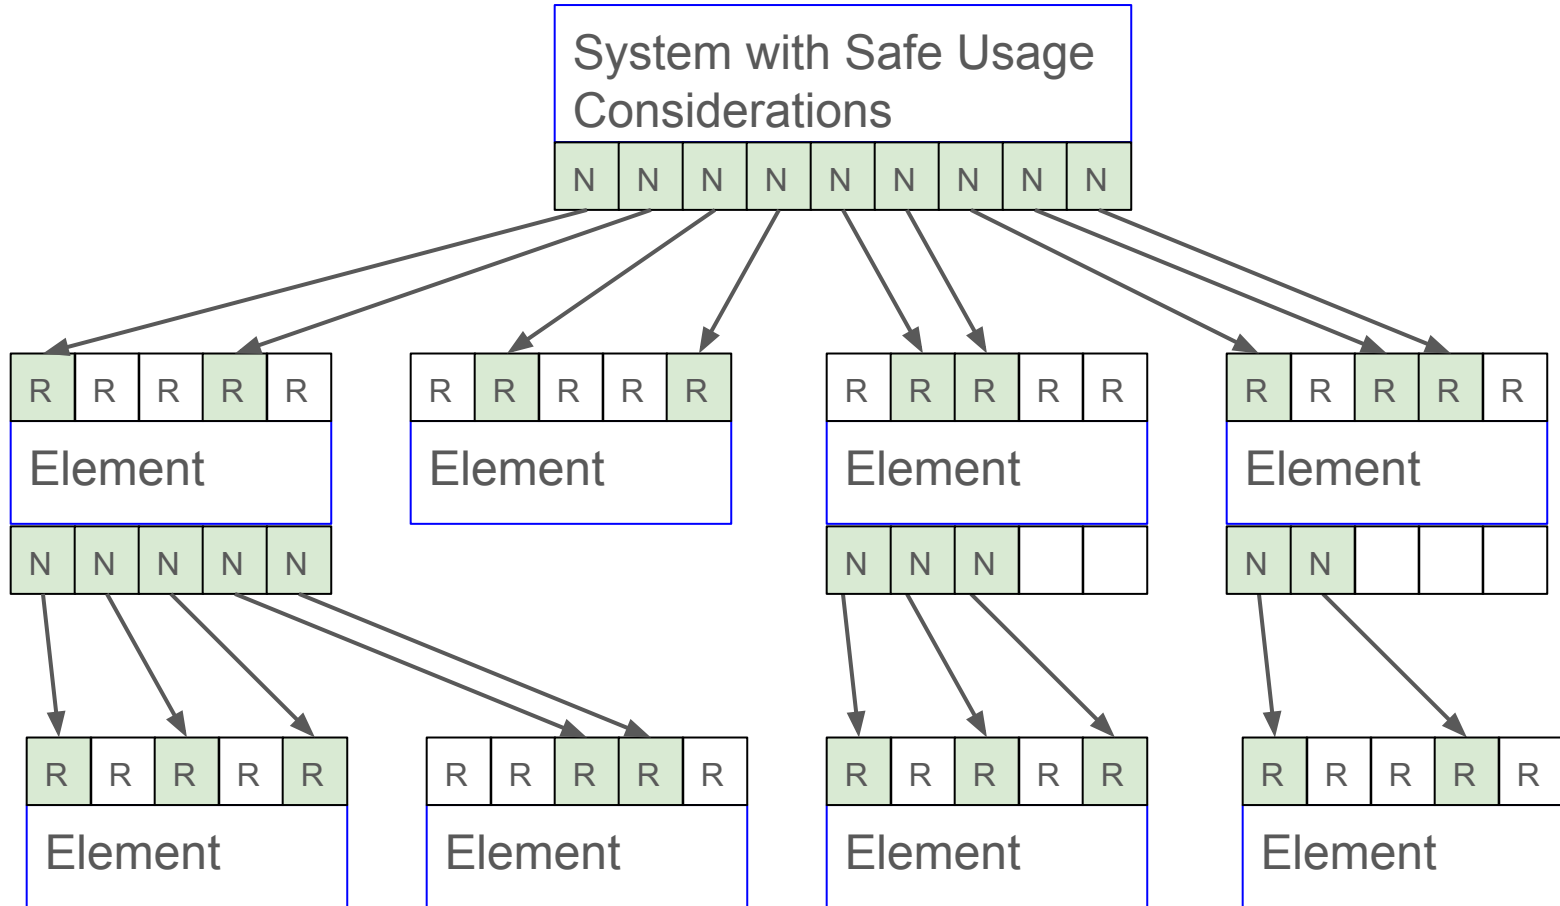 System with Safe Usage
Considerations
N N N N N N N N N
R R R R R R R R R R R R R R R R R R R R
Element Element Element Element
N N N N N N N N N N
R R R R R R R R R R R R R R R R R R R R
Element Element Element Element